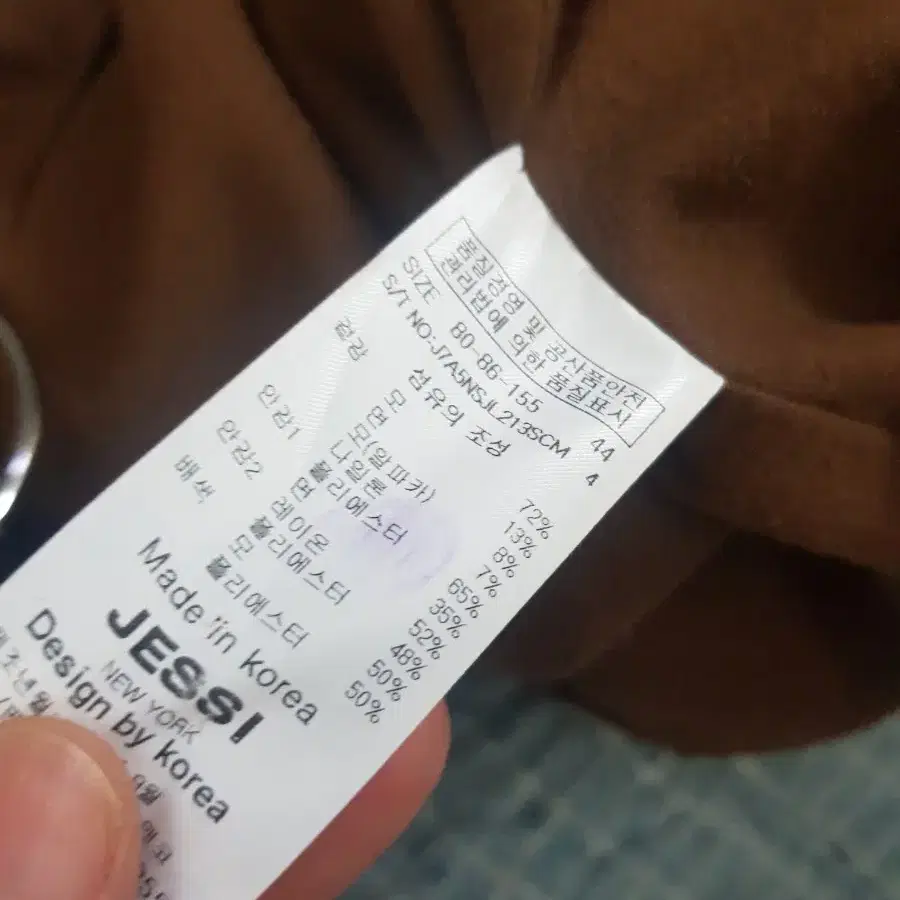 품질경영 및 공산품안전
관리법에 의한 품질표시
SIZE 80-86-155 44
S/T NO:J7A5NSJL213SCM 4
섬유의 조성
겉감 모 72%
면 13%
모(알파카) 8%
나일론 7%
안감1 폴리에스터 65%
면 35%
안감2 레이온 52%
폴리에스터 48%
배색 모 50%
폴리에스터 50%
Made in korea
JESSI
NEW YORK
Design by korea